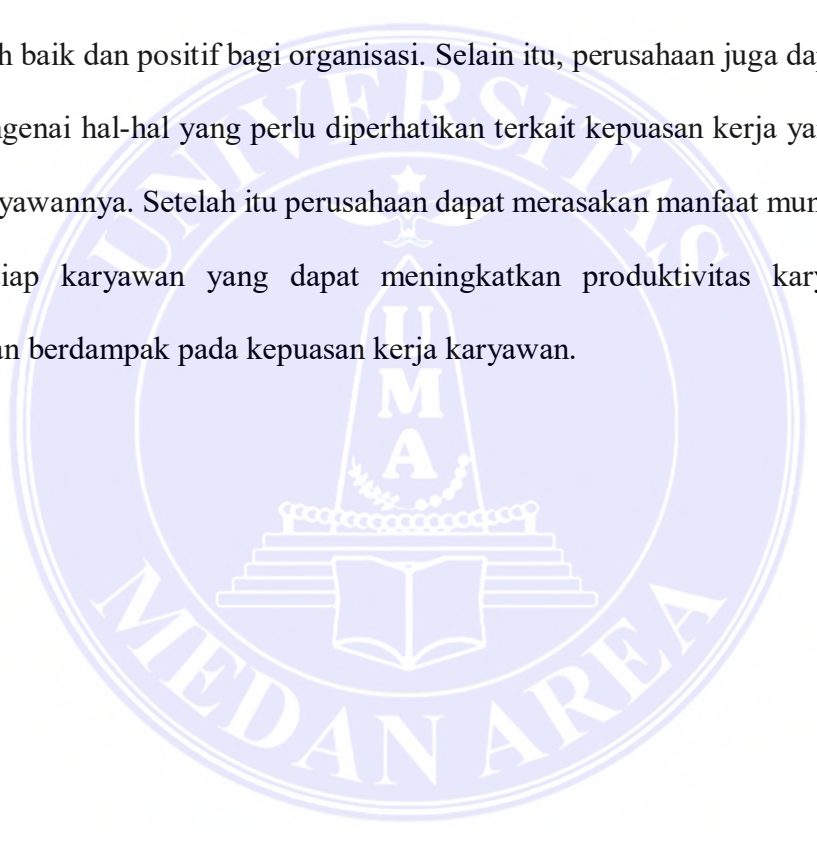 h baik dan positif bagi organisasi. Selain itu, perusahaan juga da
genai hal-hal yang perlu diperhatikan terkait kepuasan kerja ya
yawannya. Setelah itu perusahaan dapat merasakan manfaat mun
iap karyawan yang dapat meningkatkan produktivitas kary
n berdampak pada kepuasan kerja karyawan.
UNIVERSITAS
UMA
MEDAN AREA